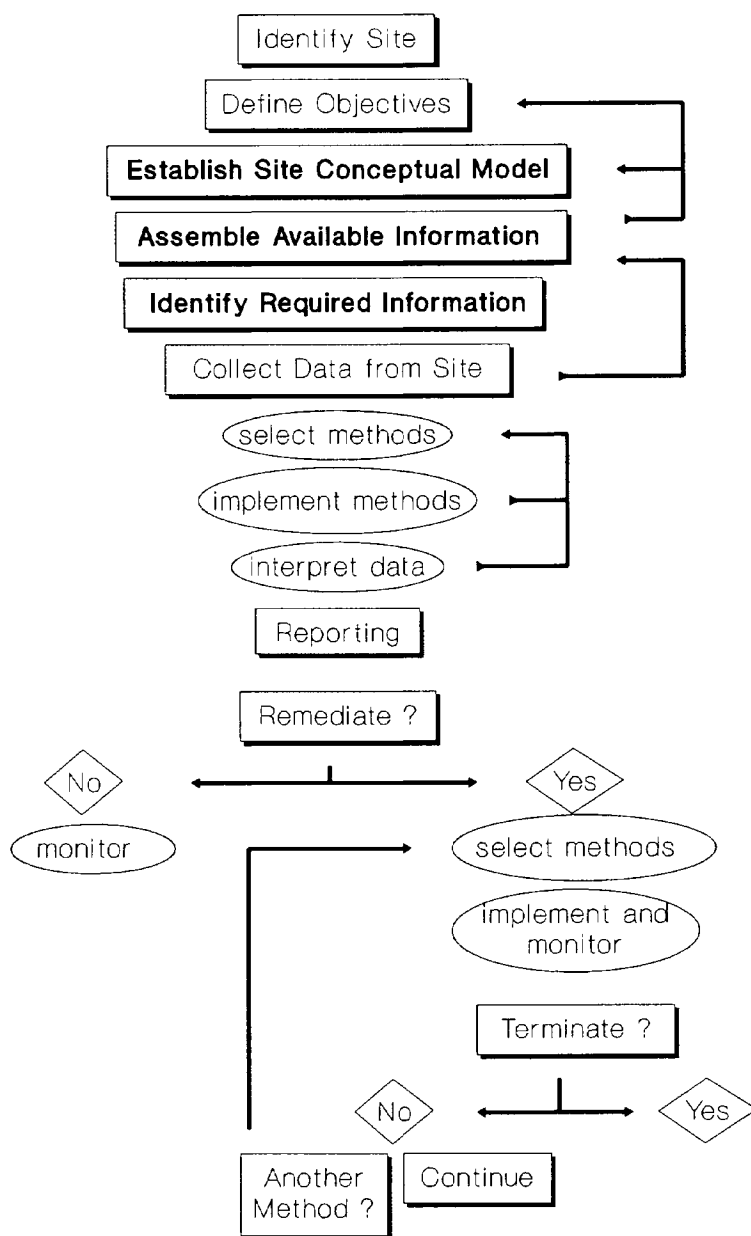 Identify Site
Define Objectives
Establish Site Conceptual Model
Assemble Available Information
Identify Required Information
Collect Data from Site
select methods
implement methods
interpret data
Reporting
Remediate ?
No
Yes
monitor
select methods
implement and
monitor
Terminate ?
No
Yes
Another
Method ?
Continue